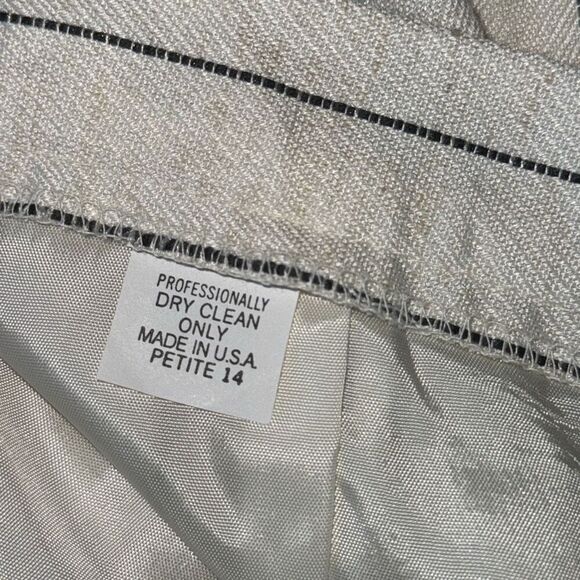 PROFESSIONALLY
DRY CLEAN
ONLY
MADE IN U.S.A.
PETITE 14